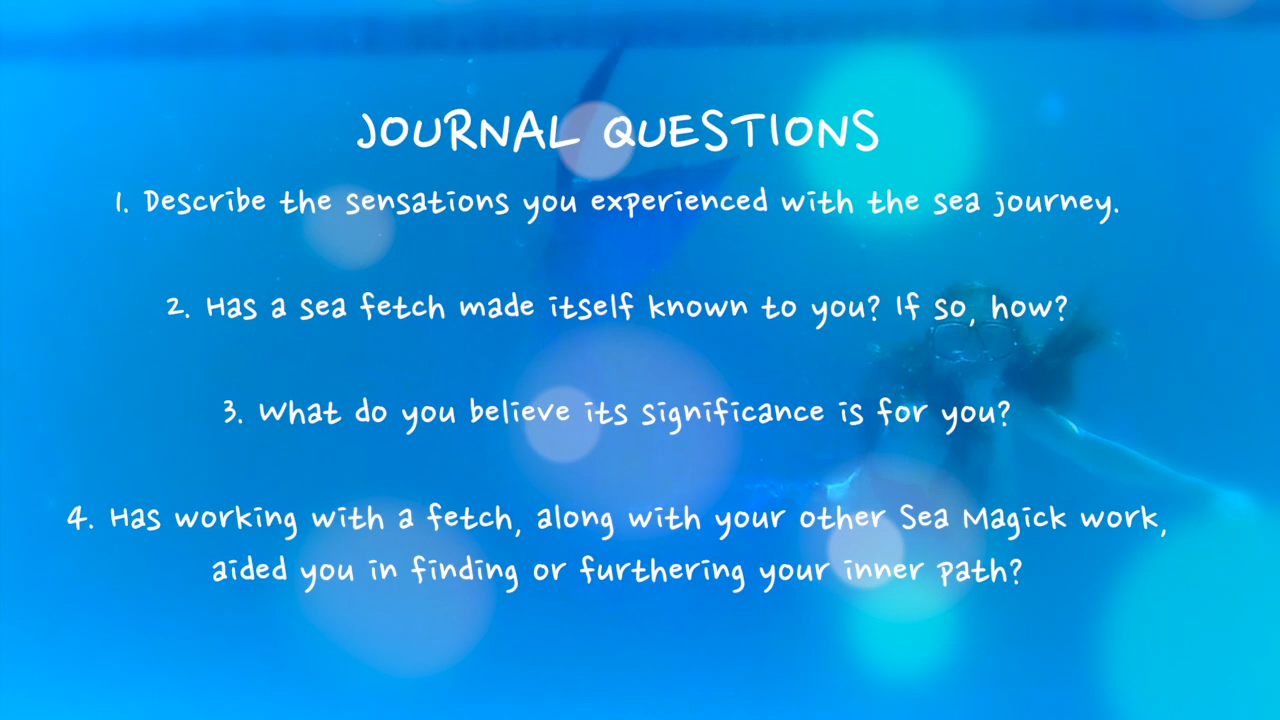 JOURNAL QUESTIONS
1. Describe the sensations you experienced with the sea journey.
2. Has a sea fetch made itself known to you? If so, how?
3. What do you believe its significance is for you?
4. Has working with a fetch, along with your other Sea Magick work,
aided you in finding or furthering your inner path?